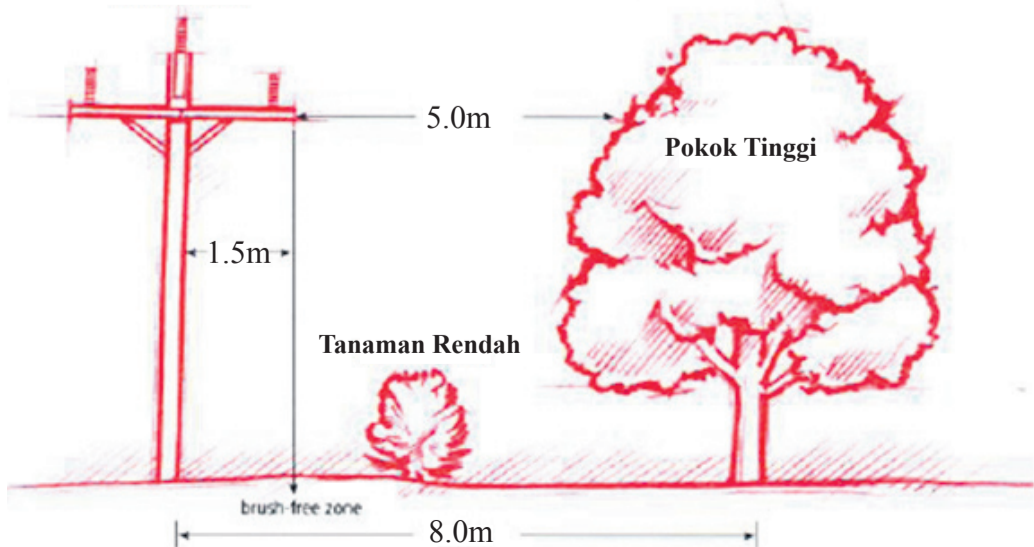 5.0m
Pokok Tinggi
1.5m
Tanaman Rendah
brush-free zone
8.0m